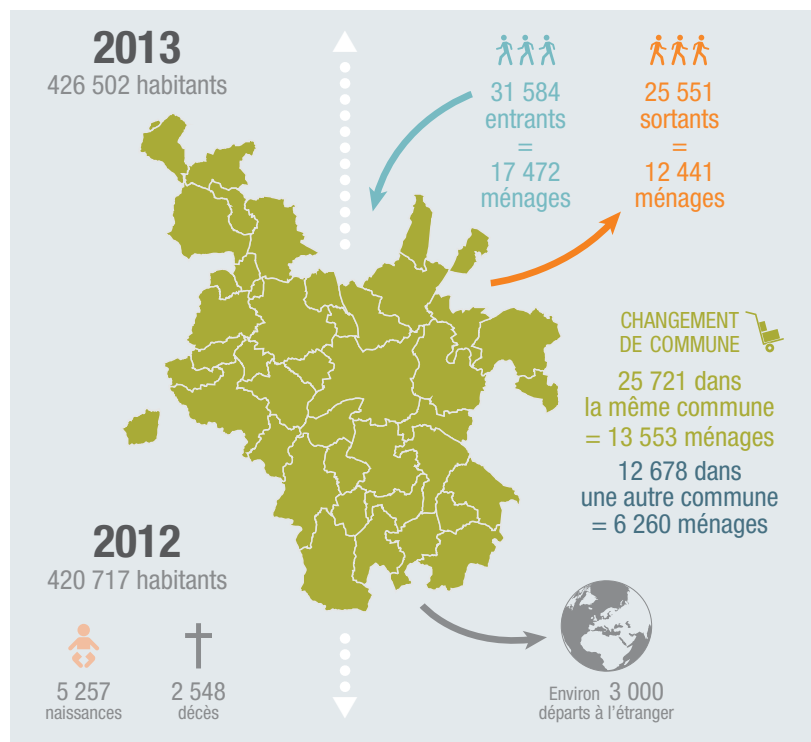 2013
426 502 habitants
31 584
entrants
=
17 472
ménages
25 551
sortants
=
12 441
ménages
CHANGEMENT
DE COMMUNE
25 721 dans
la même commune
= 13 553 ménages
12 678 dans
une autre commune
= 6 260 ménages
2012
420 717 habitants
5 257
naissances
2 548
décès
Environ 3 000
départs à l’étranger